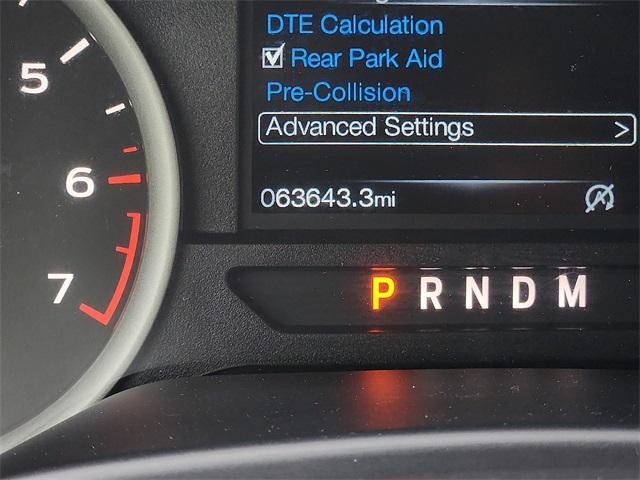 DTE Calculation
Rear Park Aid
Pre-Collision
Advanced Settings >
063643.3mi
P R N D M
5
6
7